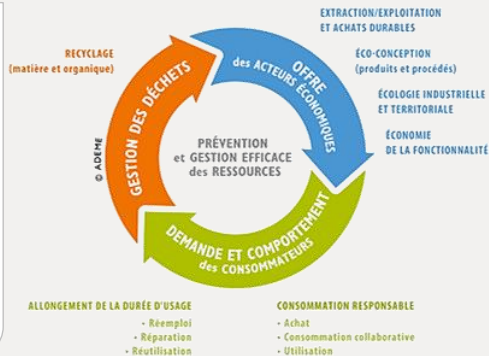 EXTRACTION/EXPLOITATION
ET ACHATS DURABLES
ÉCO-CONCEPTION
(produits et procédés)
ÉCOLOGIE INDUSTRIELLE
ET TERRITORIALE
ÉCONOMIE
DE LA FONCTIONNALITÉ
RECYCLAGE
(matière et organique)
OFFRE
des ACTEURS ÉCONOMIQUES
GESTION DES DÉCHETS
© ADEME
PRÉVENTION
et GESTION EFFICACE
des RESSOURCES
DEMANDE ET COMPORTEMENT
des CONSOMMATEURS
ALLONGEMENT DE LA DURÉE D'USAGE
- Réemploi
- Réparation
- Réutilisation
CONSOMMATION RESPONSABLE
- Achat
- Consommation collaborative
- Utilisation